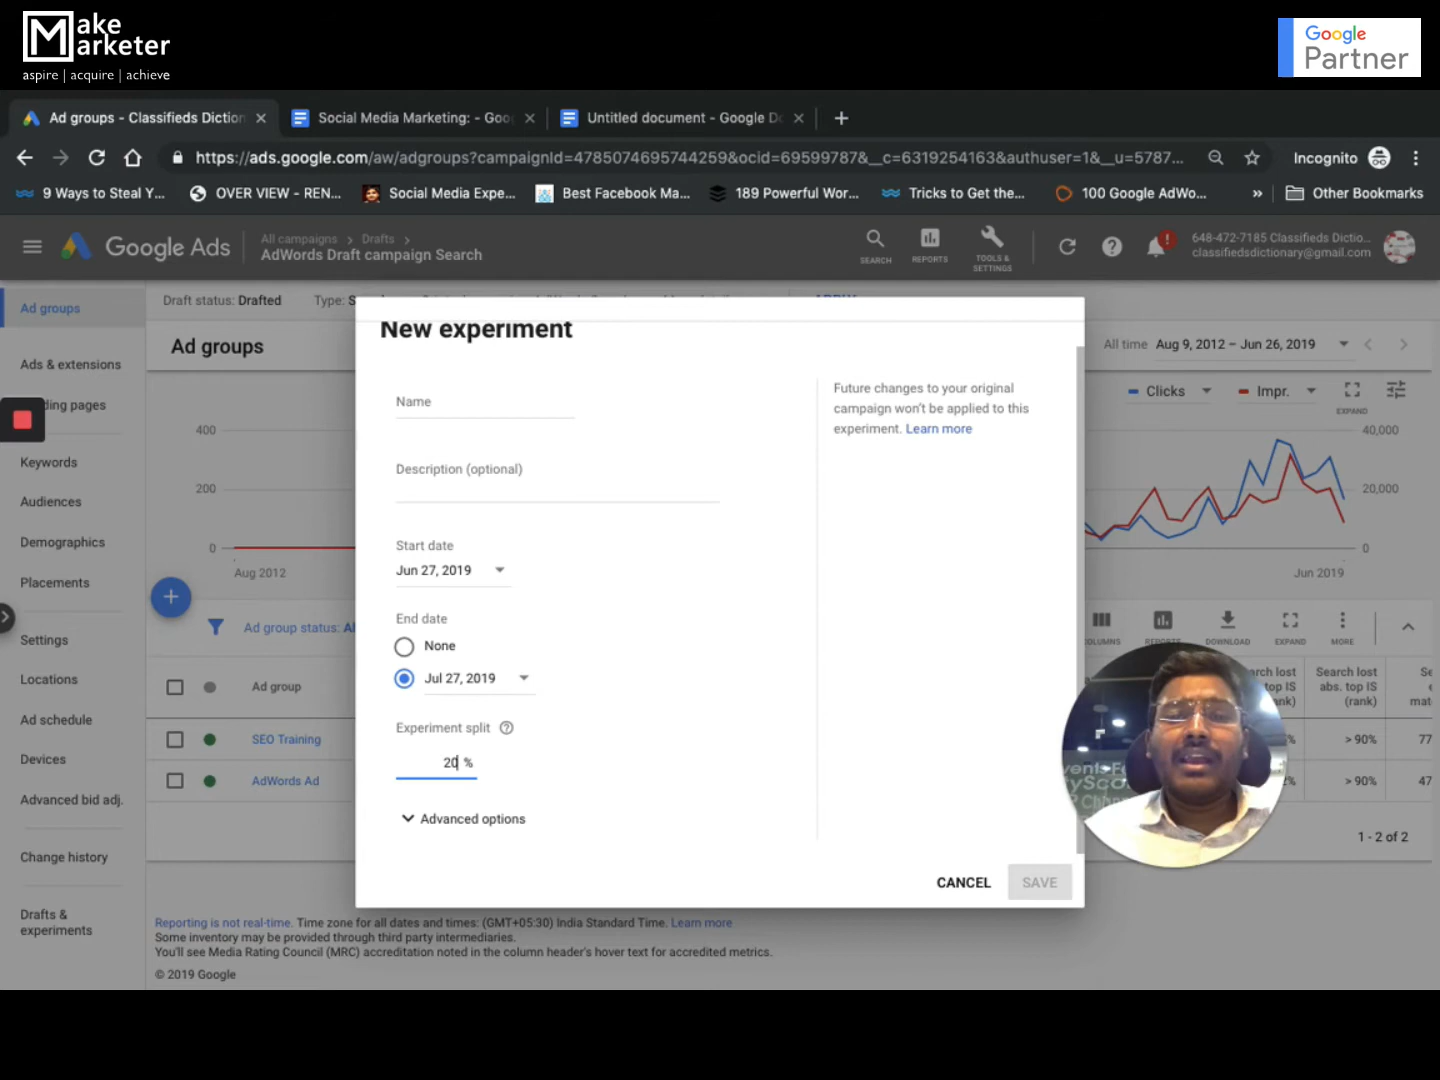 Make
Marketer
aspire | acquire | achieve
Google
Partner
Ad groups - Classifieds Diction
Social Media Marketing: - Goo
Untitled document - Google Do
https://ads.google.com/aw/adgroups?campaignId=4785074695744259&ocid=69599787&__c=6319254163&authuser=1&__u=5787...
Incognito
9 Ways to Steal Y...
OVER VIEW - REN...
Social Media Expe...
Best Facebook Ma...
189 Powerful Wor...
Tricks to Get the...
100 Google AdWo...
»
Other Bookmarks
Google Ads
All campaigns > Drafts >
AdWords Draft campaign Search
SEARCH
REPORTS
TOOLS &
SETTINGS
648-472-7185 Classifieds Dictio...
classifiedsdictionary@gmail.com
Ad groups
Ads & extensions
ding pages
Keywords
Audiences
Demographics
Placements
Settings
Locations
Ad schedule
Devices
Advanced bid adj.
Change history
Drafts &
experiments
Draft status: Drafted
Type: S
Ad groups
All time Aug 9, 2012 – Jun 26, 2019
Clicks
Impr.
EXPAND
400
200
0
Aug 2012
40,000
20,000
0
Jun 2019
Ad group status: Al
COLUMNS
REPORTS
DOWNLOAD
EXPAND
MORE
Ad group
SEO Training
AdWords Ad
Search lost
abs. top IS
(rank)
> 90%
77
> 90%
47
1 - 2 of 2
New experiment
Name
Description (optional)
Start date
Jun 27, 2019
End date
None
Jul 27, 2019
Experiment split
20 %
Advanced options
Future changes to your original
campaign won't be applied to this
experiment. Learn more
CANCEL
SAVE
Reporting is not real-time. Time zone for all dates and times: (GMT+05:30) India Standard Time. Learn more
Some inventory may be provided through third party intermediaries.
You'll see Media Rating Council (MRC) accreditation noted in the column header's hover text for accredited metrics.
© 2019 Google